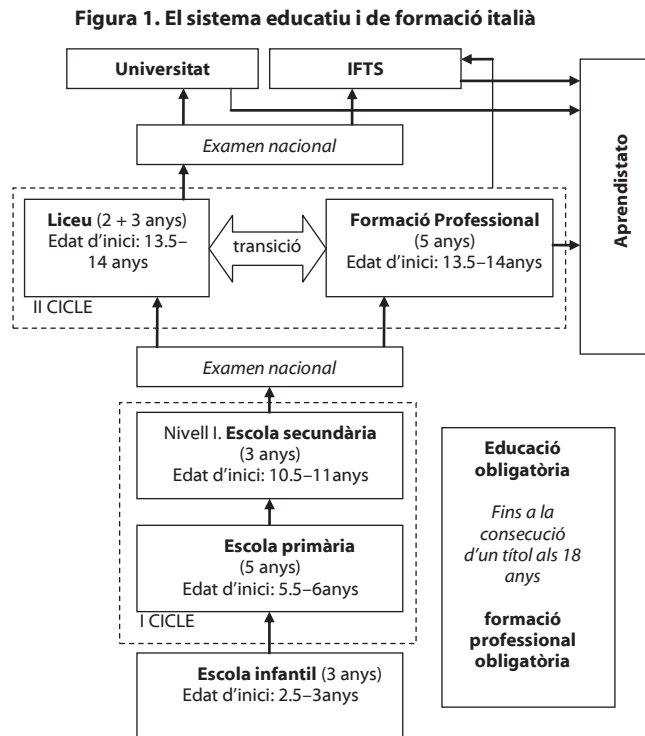 Figura 1. El sistema educatiu i de formació italià
Universitat
IFTS
Examen nacional
Aprendistato
Liceu (2 + 3 anys)
Edat d’inici: 13.5–
14 anys
transició
Formació Professional
(5 anys)
Edat d’inici: 13.5–14anys
II CICLE
Examen nacional
Nivell I. Escola secundària
(3 anys)
Edat d’inici: 10.5–11anys
Escola primària
(5 anys)
Edat d’inici: 5.5–6anys
I CICLE
Escola infantil (3 anys)
Edat d’inici: 2.5–3anys
Educació
obligatòria
Fins a la
consecució
d’un títol als 18
anys
formació
professional
obligatòria